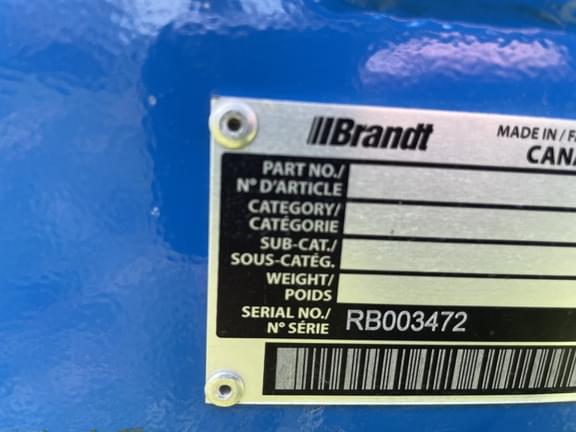 Brandt
MADE IN / FA
CANA
PART NO./
N° D'ARTICLE
CATEGORY/
CATÉGORIE
SUB-CAT./
SOUS-CATÉG.
WEIGHT/
POIDS
SERIAL NO./
N° SÉRIE
RB003472